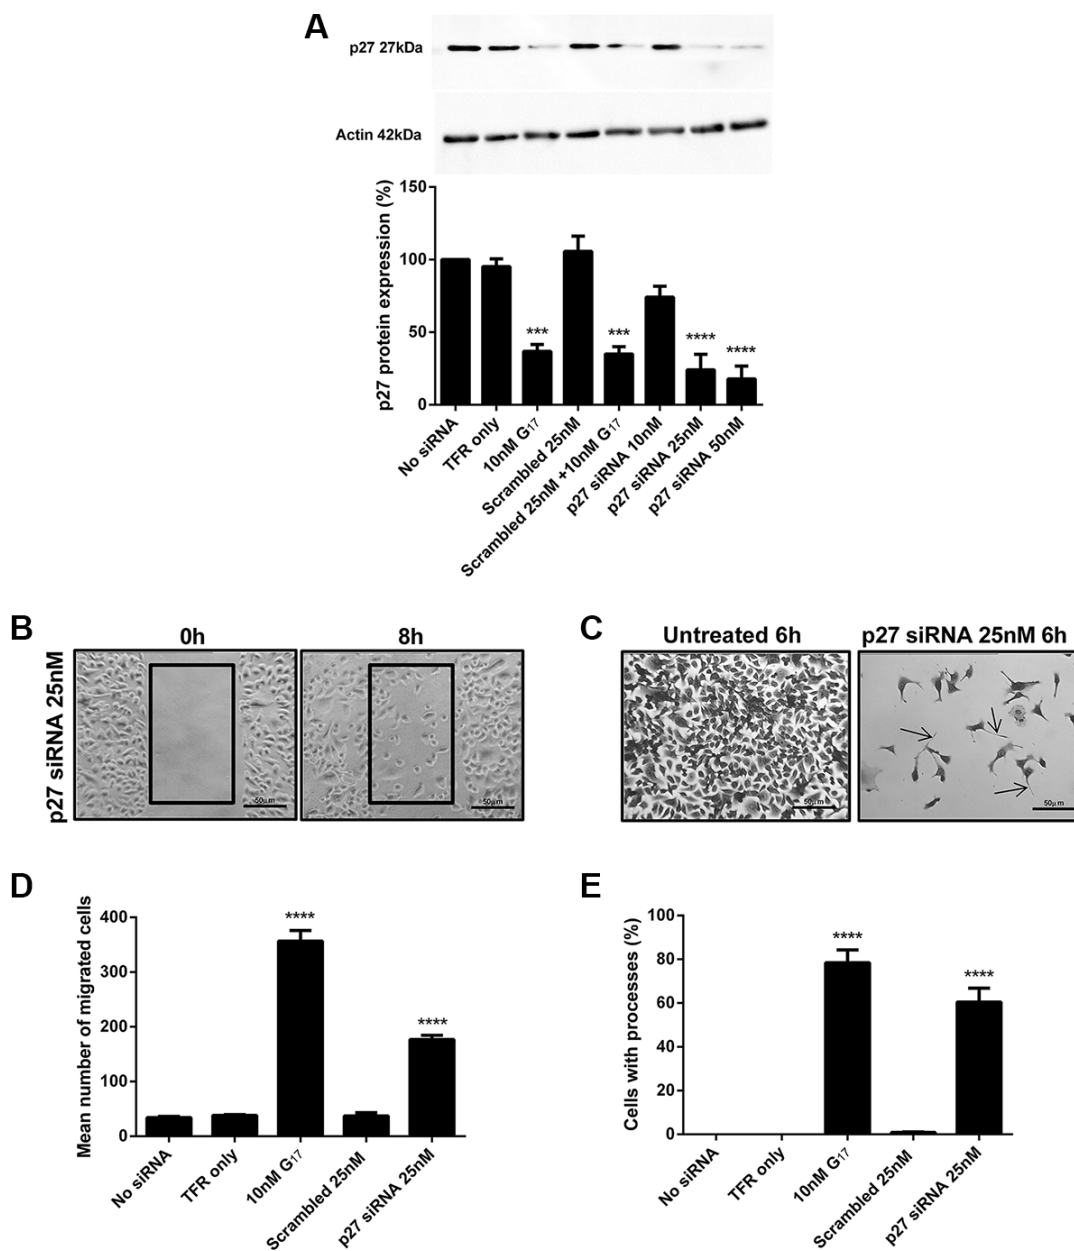 A
p27 27kDa
Actin 42kDa
p27 protein expression (%)
150
100
50
0
***
***
****
****
No siRNA
TFR only
10nM G17
Scrambled 25nM
Scrambled 25nM +10nM G17
p27 siRNA 10nM
p27 siRNA 25nM
p27 siRNA 50nM
B
0h
8h
p27 siRNA 25nM
50µm
50µm
C
Untreated 6h
p27 siRNA 25nM 6h
50µm
50µm
D
Mean number of migrated cells
400
300
200
100
0
****
****
No siRNA
TFR only
10nM G17
Scrambled 25nM
p27 siRNA 25nM
E
Cells with processes (%)
100
80
60
40
20
0
****
****
No siRNA
TFR only
10nM G17
Scrambled 25nM
p27 siRNA 25nM